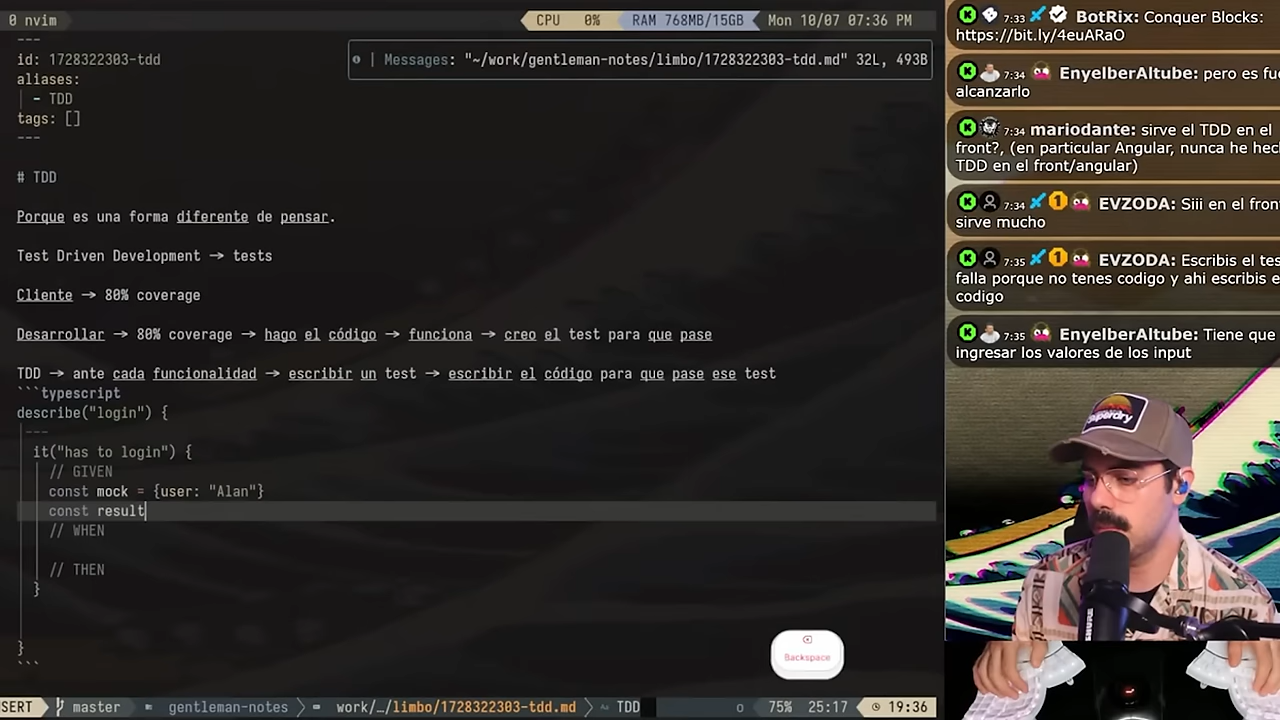 0 nvim
CPU 0% RAM 768MB/15GB Mon 10/07 07:36 PM
---
id: 1728322303-tdd
aliases:
- TDD
tags: []
---
| Messages: "~/work/gentleman-notes/limbo/1728322303-tdd.md" 32L, 493B
# TDD
Porque es una forma diferente de pensar.
Test Driven Development → tests
Cliente → 80% coverage
Desarrollar → 80% coverage → hago el código → funciona → creo el test para que pase
TDD → ante cada funcionalidad → escribir un test → escribir el código para que pase ese test
```typescript
describe("login") {
---
it("has to login") {
// GIVEN
const mock = {user: "Alan"}
const result
// WHEN
// THEN
}
}
```
Backspace
SERT master gentleman-notes work/…/limbo/1728322303-tdd.md TDD 75% 25:17 19:36
7:33 BotRix: Conquer Blocks:
https://bit.ly/4euARaO
7:34 EnyelberAltube: pero es fue
alcanzarlo
7:34 mariodante: sirve el TDD en el
front?, (en particular Angular, nunca he hech
TDD en el front/angular)
7:34 1 EVZODA: Siii en el fron
sirve mucho
7:35 1 EVZODA: Escribis el tes
falla porque no tenes codigo y ahi escribis e
codigo
7:35 EnyelberAltube: Tiene que
ingresar los valores de los input